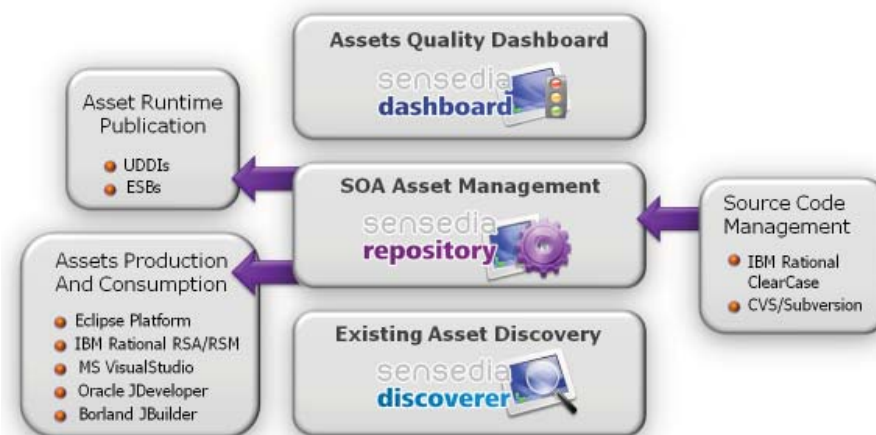 Assets Quality Dashboard
sensedia
dashboard
Asset Runtime
Publication
UDDIs
ESBs
SOA Asset Management
sensedia
repository
Source Code
Management
IBM Rational
ClearCase
CVS/Subversion
Assets Production
And Consumption
Eclipse Platform
IBM Rational RSA/RSM
MS VisualStudio
Oracle JDeveloper
Borland JBuilder
Existing Asset Discovery
sensedia
discoverer